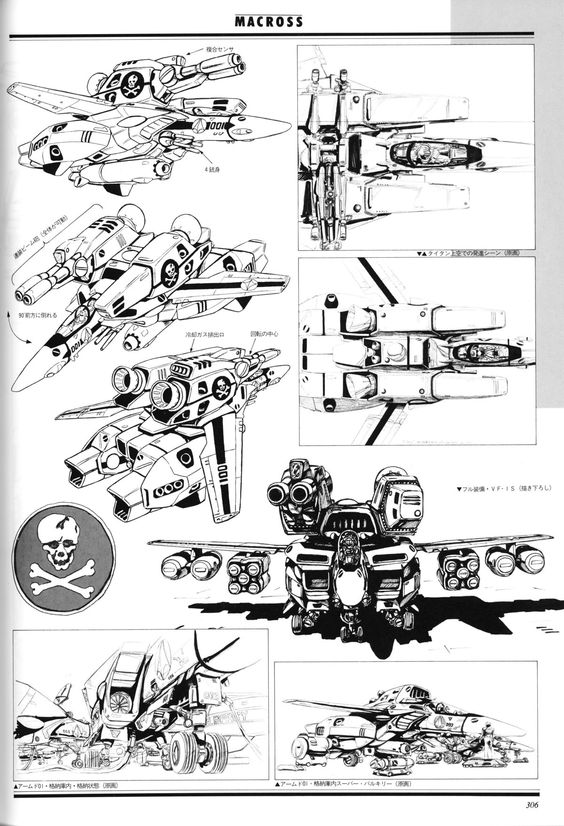 MACROSS
複合センサ
001
4銃身
▼▲タイタン上空での発進シーン(原画)
連装ビーム砲(全体が可動)
90°前方に倒れる
001
冷却ガス排出口
回転の中心
001
▼フル装備・VF-1S(描き下ろし)
▲アームド01・格納庫内・格納状態(原画)
▲アームド01・格納庫内スーパー・バルキリー(原画)
306